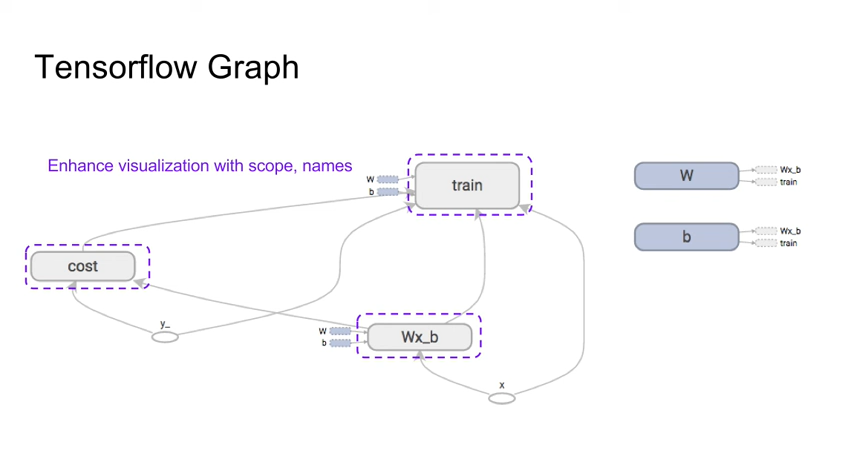 Tensorflow Graph
Enhance visualization with scope, names
W
b
train
W
Wx_b
train
b
Wx_b
train
cost
y_
W
b
Wx_b
x